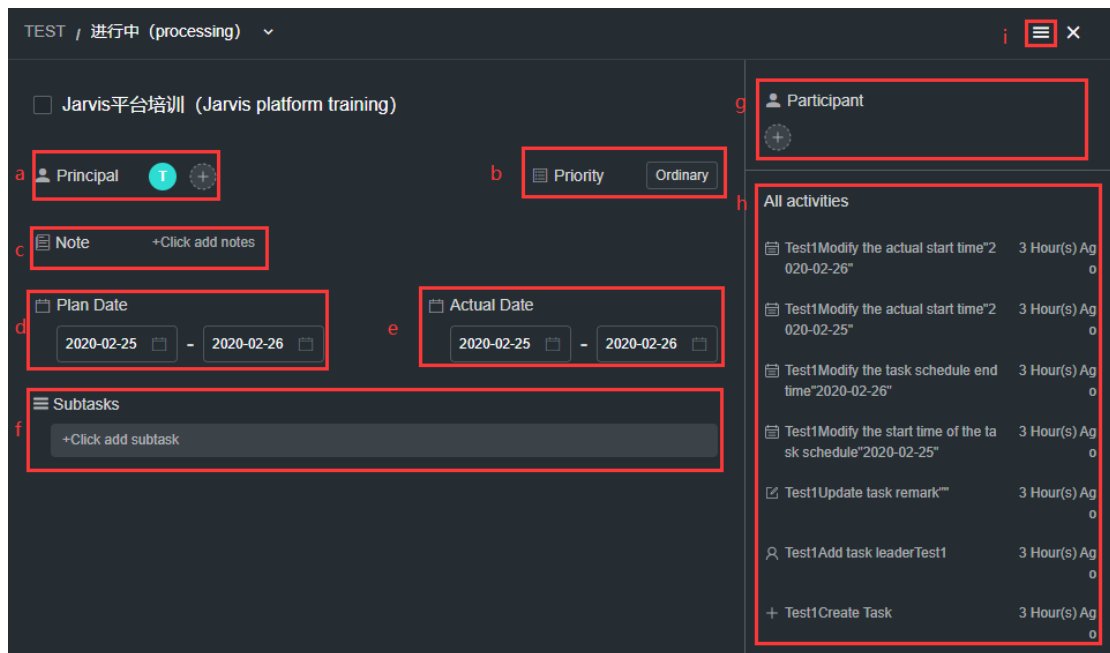 TEST / 进行中（processing）
i
Jarvis平台培训（Jarvis platform training）
a
Principal
T
b
Priority
Ordinary
c
Note
+Click add notes
d
Plan Date
2020-02-25 - 2020-02-26
e
Actual Date
2020-02-25 - 2020-02-26
f
Subtasks
+Click add subtask
g
Participant
h
All activities
Test1Modify the actual start time"2
020-02-26"
3 Hour(s) Ag
o
Test1Modify the actual start time"2
020-02-25"
3 Hour(s) Ag
o
Test1Modify the task schedule end
time"2020-02-26"
3 Hour(s) Ag
o
Test1Modify the start time of the ta
sk schedule"2020-02-25"
3 Hour(s) Ag
o
Test1Update task remark""
3 Hour(s) Ag
o
Test1Add task leaderTest1
3 Hour(s) Ag
o
Test1Create Task
3 Hour(s) Ag
o